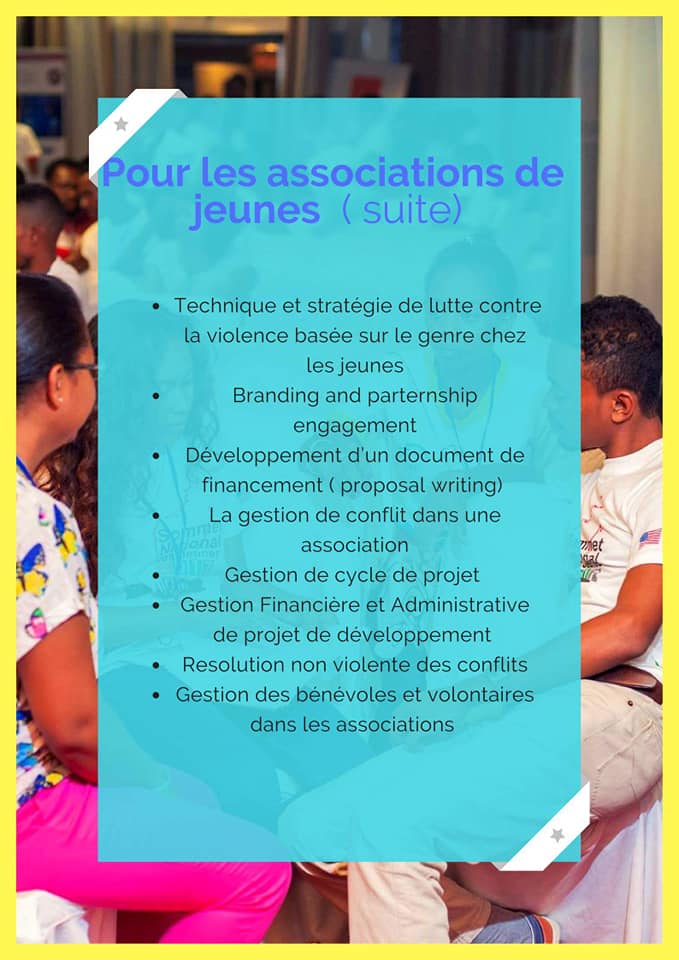 Pour les associations de
jeunes ( suite)
• Technique et stratégie de lutte contre
la violence basée sur le genre chez
les jeunes
• Branding and parternship
engagement
• Développement d'un document de
financement ( proposal writing)
• La gestion de conflit dans une
association
• Gestion de cycle de projet
• Gestion Financière et Administrative
de projet de développement
• Resolution non violente des conflits
• Gestion des bénévoles et volontaires
dans les associations
Sommet
National